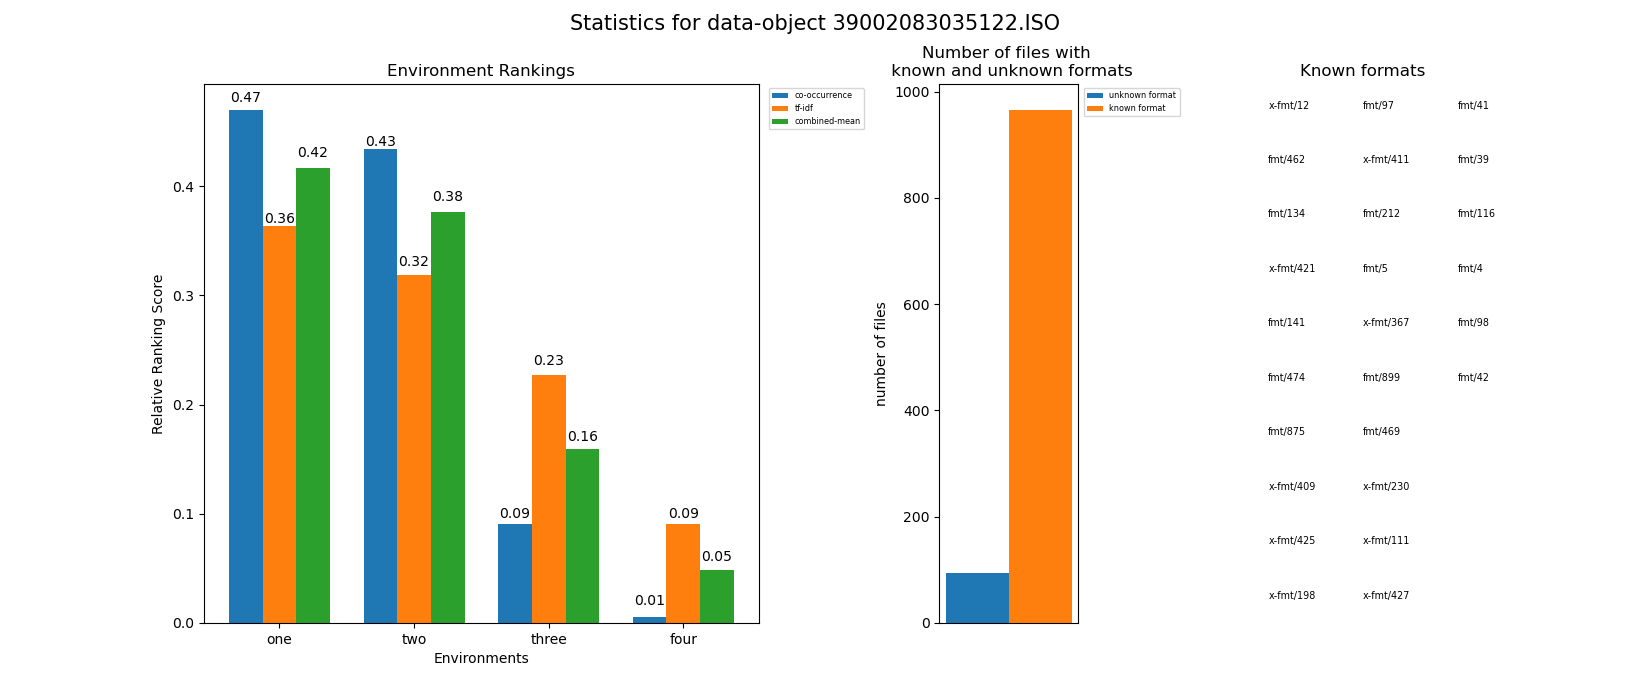 Statistics for data-object 39002083035122.ISO
Environment Rankings
0.47
0.43
0.42
0.36
0.38
0.32
0.23
0.16
0.09
0.09
0.05
0.01
0.4
0.3
0.2
0.1
0.0
Relative Ranking Score
one two three four
Environments
co-occurrence
tf-idf
combined-mean
Number of files with
known and unknown formats
1000
800
600
400
200
0
number of files
unknown format
known format
Known formats
x-fmt/12 fmt/97 fmt/41
fmt/462 x-fmt/411 fmt/39
fmt/134 fmt/212 fmt/116
x-fmt/421 fmt/5 fmt/4
fmt/141 x-fmt/367 fmt/98
fmt/474 fmt/899 fmt/42
fmt/875 fmt/469
x-fmt/409 x-fmt/230
x-fmt/425 x-fmt/111
x-fmt/198 x-fmt/427